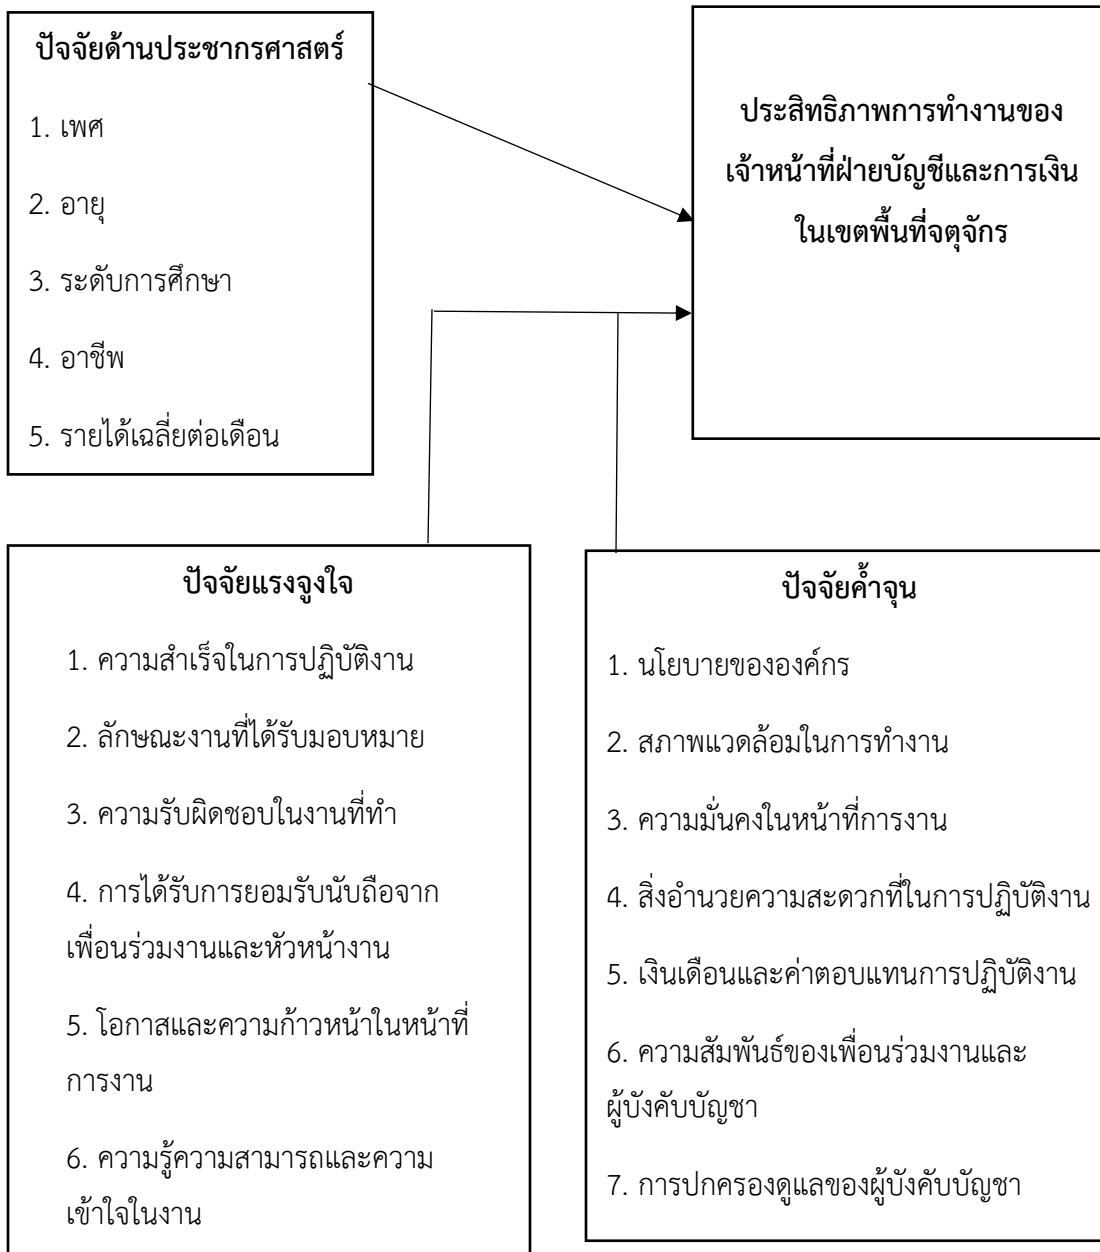 ปัจจัยด้านประชากรศาสตร์
1. เพศ
2. อายุ
3. ระดับการศึกษา
4. อาชีพ
5. รายได้เฉลี่ยต่อเดือน
ประสิทธิภาพการทำงานของ
เจ้าหน้าที่ฝ่ายบัญชีและการเงิน
ในเขตพื้นที่จตุจักร
ปัจจัยแรงจูงใจ
1. ความสำเร็จในการปฏิบัติงาน
2. ลักษณะงานที่ได้รับมอบหมาย
3. ความรับผิดชอบในงานที่ทำ
4. การได้รับการยอมรับนับถือจาก
เพื่อนร่วมงานและหัวหน้างาน
5. โอกาสและความก้าวหน้าในหน้าที่
การงาน
6. ความรู้ความสามารถและความ
เข้าใจในงาน
ปัจจัยค้ำจุน
1. นโยบายขององค์กร
2. สภาพแวดล้อมในการทำงาน
3. ความมั่นคงในหน้าที่การงาน
4. สิ่งอำนวยความสะดวกที่ในการปฏิบัติงาน
5. เงินเดือนและค่าตอบแทนการปฏิบัติงาน
6. ความสัมพันธ์ของเพื่อนร่วมงานและ
ผู้บังคับบัญชา
7. การปกครองดูแลของผู้บังคับบัญชา